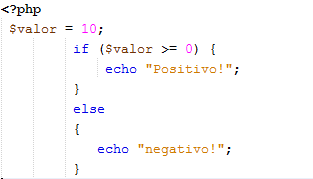 <?php
$valor = 10;
if ($valor >= 0) {
echo "Positivo!";
}
else
{
echo "negativo!";
}